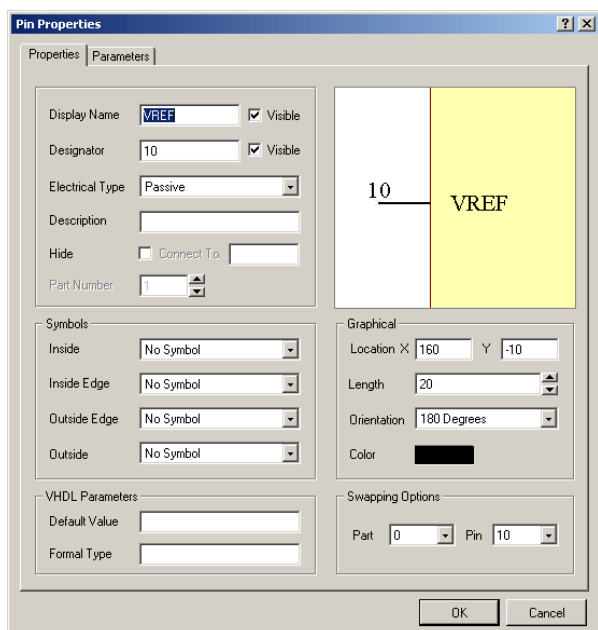 Pin Properties
Properties Parameters
Display Name VREF Visible
Designator 10 Visible
Electrical Type Passive
Description
Hide Connect To
Part Number 1
10 VREF
Symbols
Inside No Symbol
Inside Edge No Symbol
Outside Edge No Symbol
Outside No Symbol
Graphical
Location X 160 Y -10
Length 20
Orientation 180 Degrees
Color
VHDL Parameters
Default Value
Formal Type
Swapping Options
Part 0 Pin 10
OK Cancel